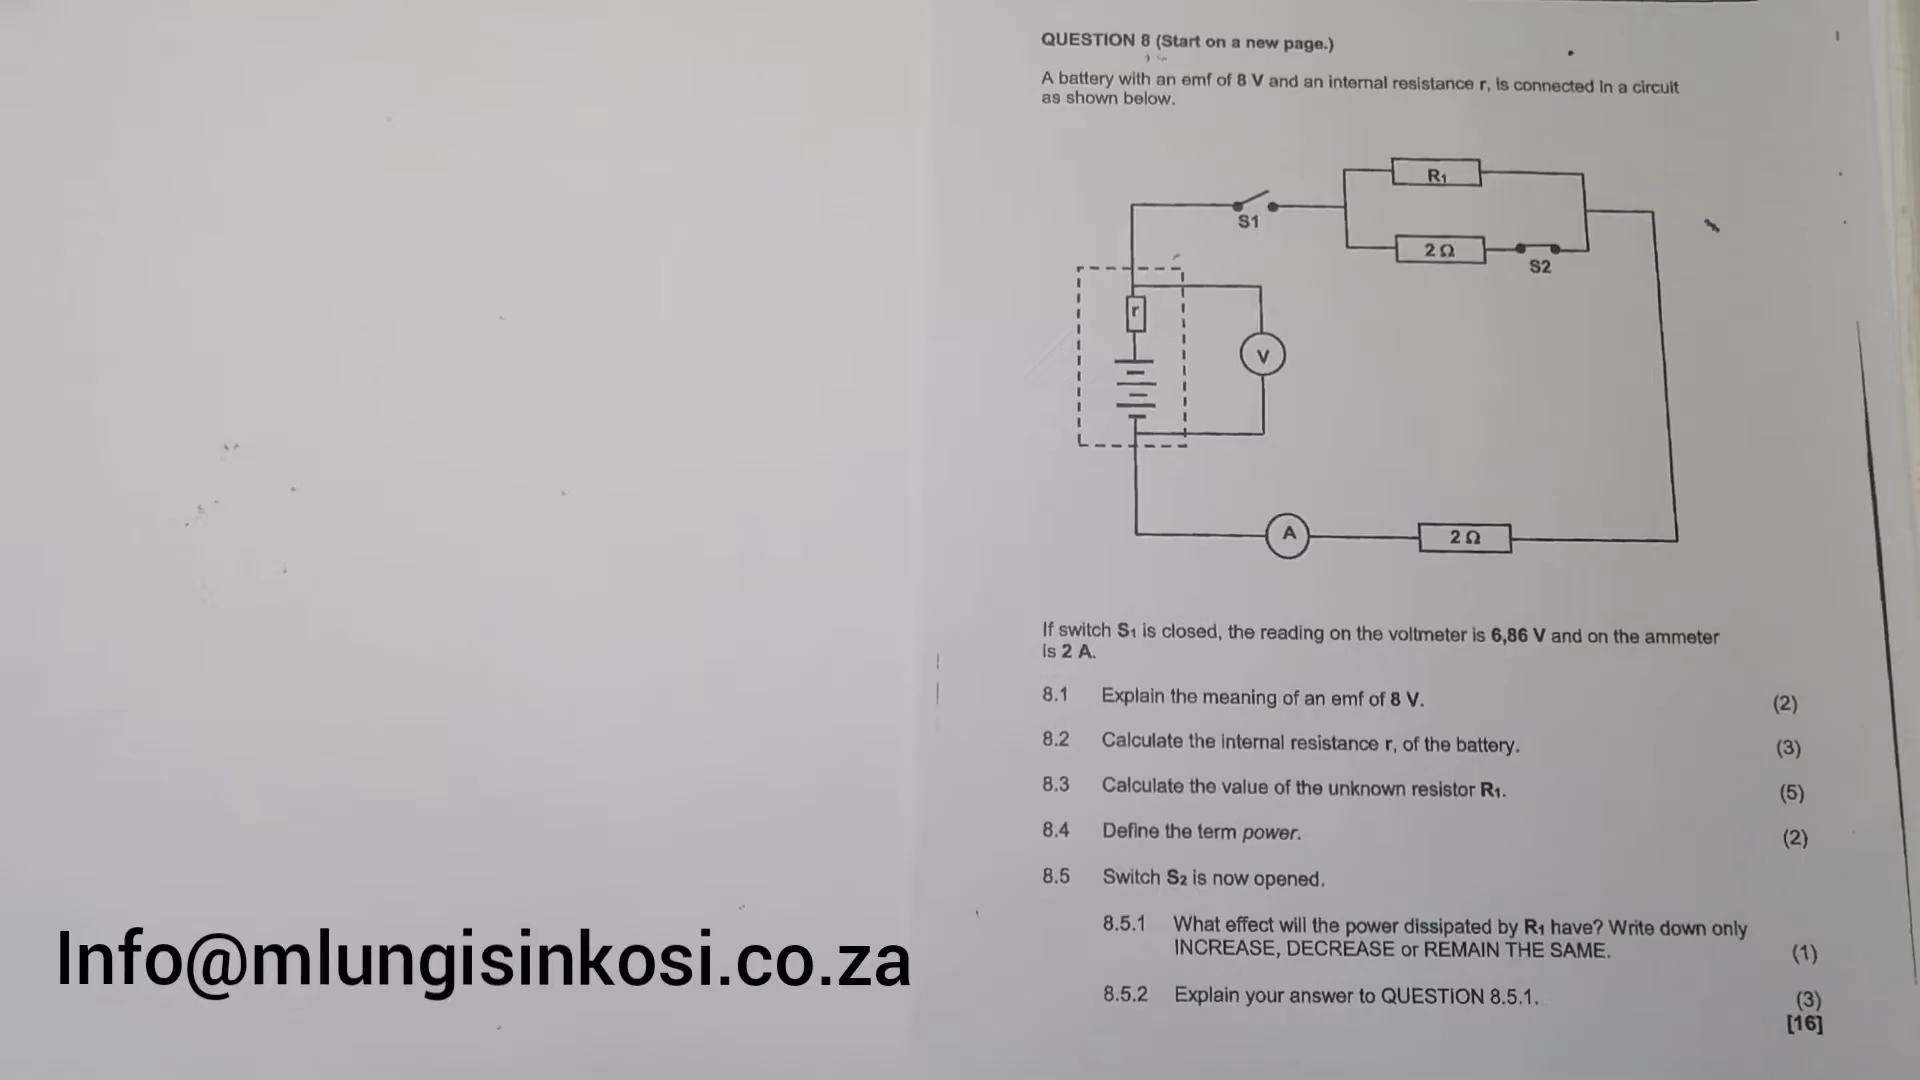 QUESTION 8 (Start on a new page.)
A battery with an emf of 8 V and an internal resistance r, is connected in a circuit
as shown below.
R₁
S1
2 Ω
S2
r
V
A
2 Ω
If switch S₁ is closed, the reading on the voltmeter is 6,86 V and on the ammeter
is 2 A.
8.1 Explain the meaning of an emf of 8 V. (2)
8.2 Calculate the internal resistance r, of the battery. (3)
8.3 Calculate the value of the unknown resistor R₁. (5)
8.4 Define the term power. (2)
8.5 Switch S₂ is now opened.
8.5.1 What effect will the power dissipated by R₁ have? Write down only
INCREASE, DECREASE or REMAIN THE SAME. (1)
8.5.2 Explain your answer to QUESTION 8.5.1. (3)
[16]
Info@mlungisinkosi.co.za